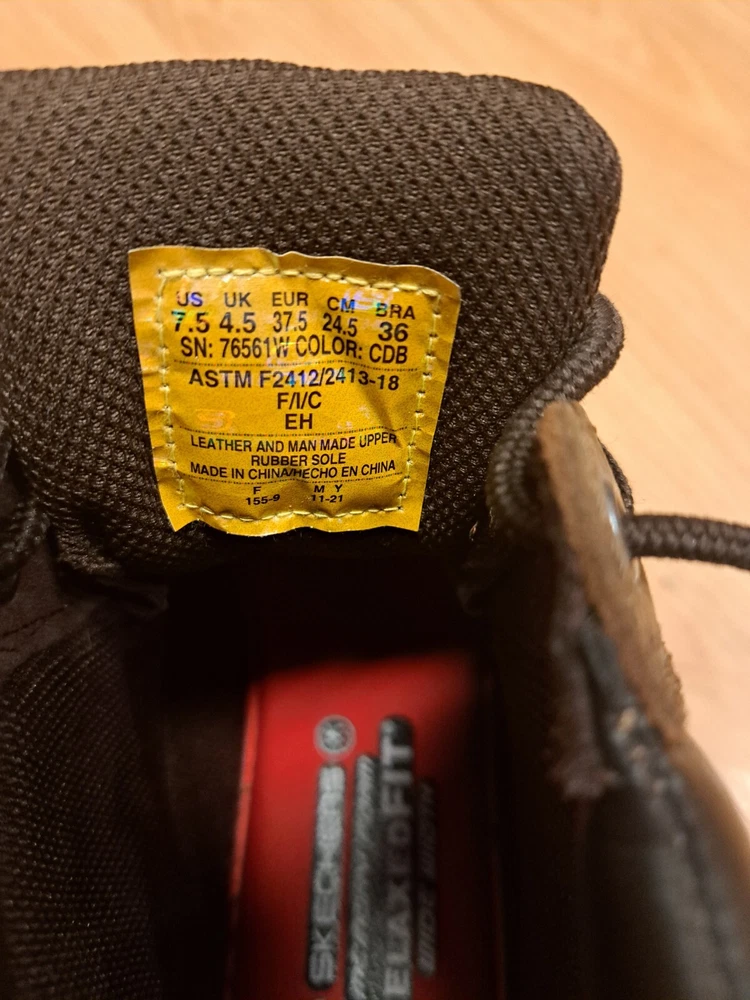 US UK EUR CM BRA
7.5 4.5 37.5 24.5 36
SN: 76561W COLOR: CDB
ASTM F2412/2413-18
F/I/C
EH
LEATHER AND MAN MADE UPPER
RUBBER SOLE
MADE IN CHINA/HECHO EN CHINA
F M Y
155-9 11-21
SKECHERS
RELAXED FIT